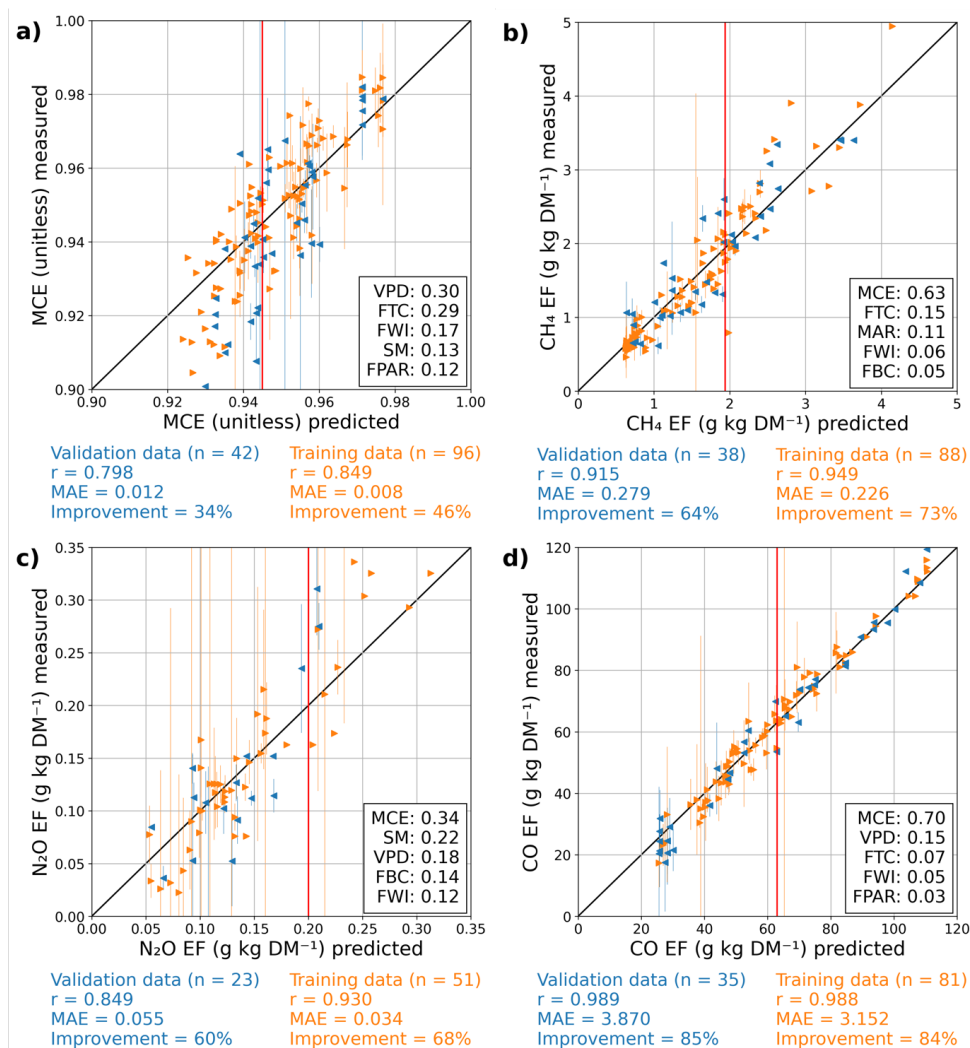 a)
1.00
0.98
0.96
0.94
0.92
0.90
MCE (unitless) measured
VPD: 0.30
FTC: 0.29
FWI: 0.17
SM: 0.13
FPAR: 0.12
0.90 0.92 0.94 0.96 0.98 1.00
MCE (unitless) predicted
Validation data (n = 42)
r = 0.798
MAE = 0.012
Improvement = 34%
Training data (n = 96)
r = 0.849
MAE = 0.008
Improvement = 46%
b)
5
4
3
2
1
0
CH₄ EF (g kg DM⁻¹) measured
MCE: 0.63
FTC: 0.15
MAR: 0.11
FWI: 0.06
FBC: 0.05
0 1 2 3 4 5
CH₄ EF (g kg DM⁻¹) predicted
Validation data (n = 38)
r = 0.915
MAE = 0.279
Improvement = 64%
Training data (n = 88)
r = 0.949
MAE = 0.226
Improvement = 73%
c)
0.35
0.30
0.25
0.20
0.15
0.10
0.05
0.00
N₂O EF (g kg DM⁻¹) measured
MCE: 0.34
SM: 0.22
VPD: 0.18
FBC: 0.14
FWI: 0.12
0.00 0.05 0.10 0.15 0.20 0.25 0.30 0.35
N₂O EF (g kg DM⁻¹) predicted
Validation data (n = 23)
r = 0.849
MAE = 0.055
Improvement = 60%
Training data (n = 51)
r = 0.930
MAE = 0.034
Improvement = 68%
d)
120
100
80
60
40
20
0
CO EF (g kg DM⁻¹) measured
MCE: 0.70
VPD: 0.15
FTC: 0.07
FWI: 0.05
FPAR: 0.03
0 20 40 60 80 100 120
CO EF (g kg DM⁻¹) predicted
Validation data (n = 35)
r = 0.989
MAE = 3.870
Improvement = 85%
Training data (n = 81)
r = 0.988
MAE = 3.152
Improvement = 84%